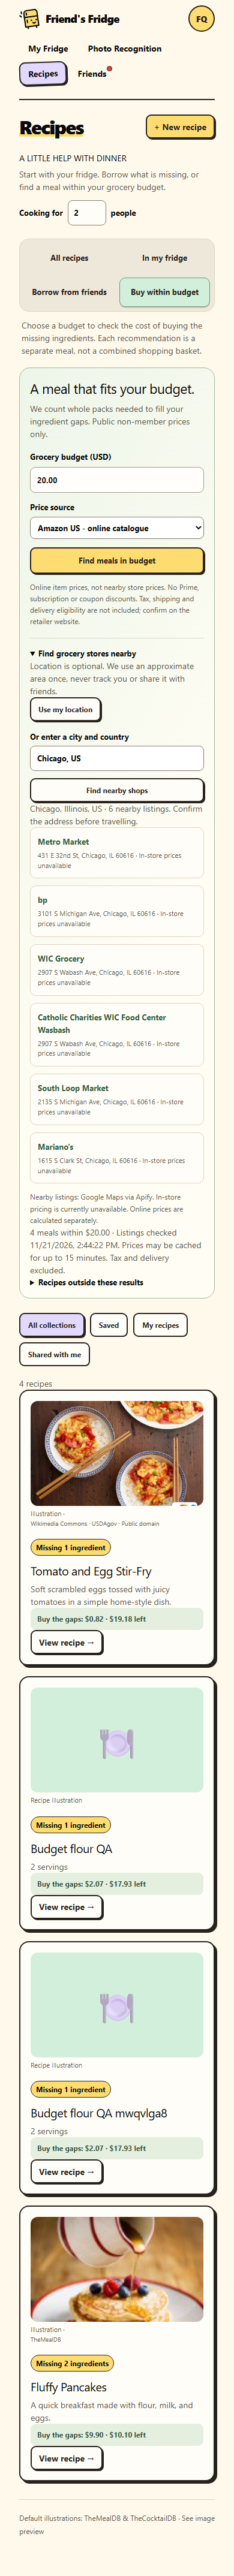 Friend's Fridge
FQ
My Fridge
Photo Recognition
Recipes
Friends
Recipes
+ New recipe
A LITTLE HELP WITH DINNER
Start with your fridge. Borrow what is missing, or
find a meal within your grocery budget.
Cooking for 2 people
All recipes
In my fridge
Borrow from friends
Buy within budget
Choose a budget to check the cost of buying the
missing ingredients. Each recommendation is a
separate meal, not a combined shopping basket.
A meal that fits your budget.
We count whole packs needed to fill your
ingredient gaps. Public non-member prices
only.
Grocery budget (USD)
20.00
Price source
Amazon US - online catalogue
Find meals in budget
Online item prices, not nearby store prices. No Prime,
subscription or coupon discounts. Tax, shipping and
delivery eligibility are not included; confirm on the
retailer website.
▼ Find grocery stores nearby
Location is optional. We use an approximate
area once, never track you or share it with
friends.
Use my location
Or enter a city and country
Chicago, US
Find nearby shops
Chicago, Illinois, US · 6 nearby listings. Confirm
the address before travelling.
Metro Market
431 E 32nd St, Chicago, IL 60616 · In-store prices
unavailable
bp
3101 S Michigan Ave, Chicago, IL 60616 · In-store
prices unavailable
WIC Grocery
2907 S Wabash Ave, Chicago, IL 60616 · In-store
prices unavailable
Catholic Charities WIC Food Center
Wasbash
2907 S Wabash Ave, Chicago, IL 60616 · In-store
prices unavailable
South Loop Market
2135 S Michigan Ave, Chicago, IL 60616 · In-store
prices unavailable
Mariano's
1615 S Clark St, Chicago, IL 60616 · In-store prices
unavailable
Nearby listings: Google Maps via Apify. In-store
pricing is currently unavailable. Online prices are
calculated separately.
4 meals within $20.00 · Listings checked
11/21/2026, 2:44:22 PM. Prices may be cached
for up to 15 minutes. Tax and delivery
excluded.
▶ Recipes outside these results
All collections
Saved
My recipes
Shared with me
4 recipes
Illustration ·
Wikimedia Commons · USDAgov · Public domain
Missing 1 ingredient
Tomato and Egg Stir-Fry
Soft scrambled eggs tossed with juicy
tomatoes in a simple home-style dish.
Buy the gaps: $0.82 · $19.18 left
View recipe →
Recipe illustration
Missing 1 ingredient
Budget flour QA
2 servings
Buy the gaps: $2.07 · $17.93 left
View recipe →
Recipe illustration
Missing 1 ingredient
Budget flour QA mwqvlga8
2 servings
Buy the gaps: $2.07 · $17.93 left
View recipe →
Illustration ·
TheMealDB
Missing 2 ingredients
Fluffy Pancakes
A quick breakfast made with flour, milk, and
eggs.
Buy the gaps: $9.90 · $10.10 left
View recipe →
Default illustrations: TheMealDB & TheCocktailDB · See image
preview